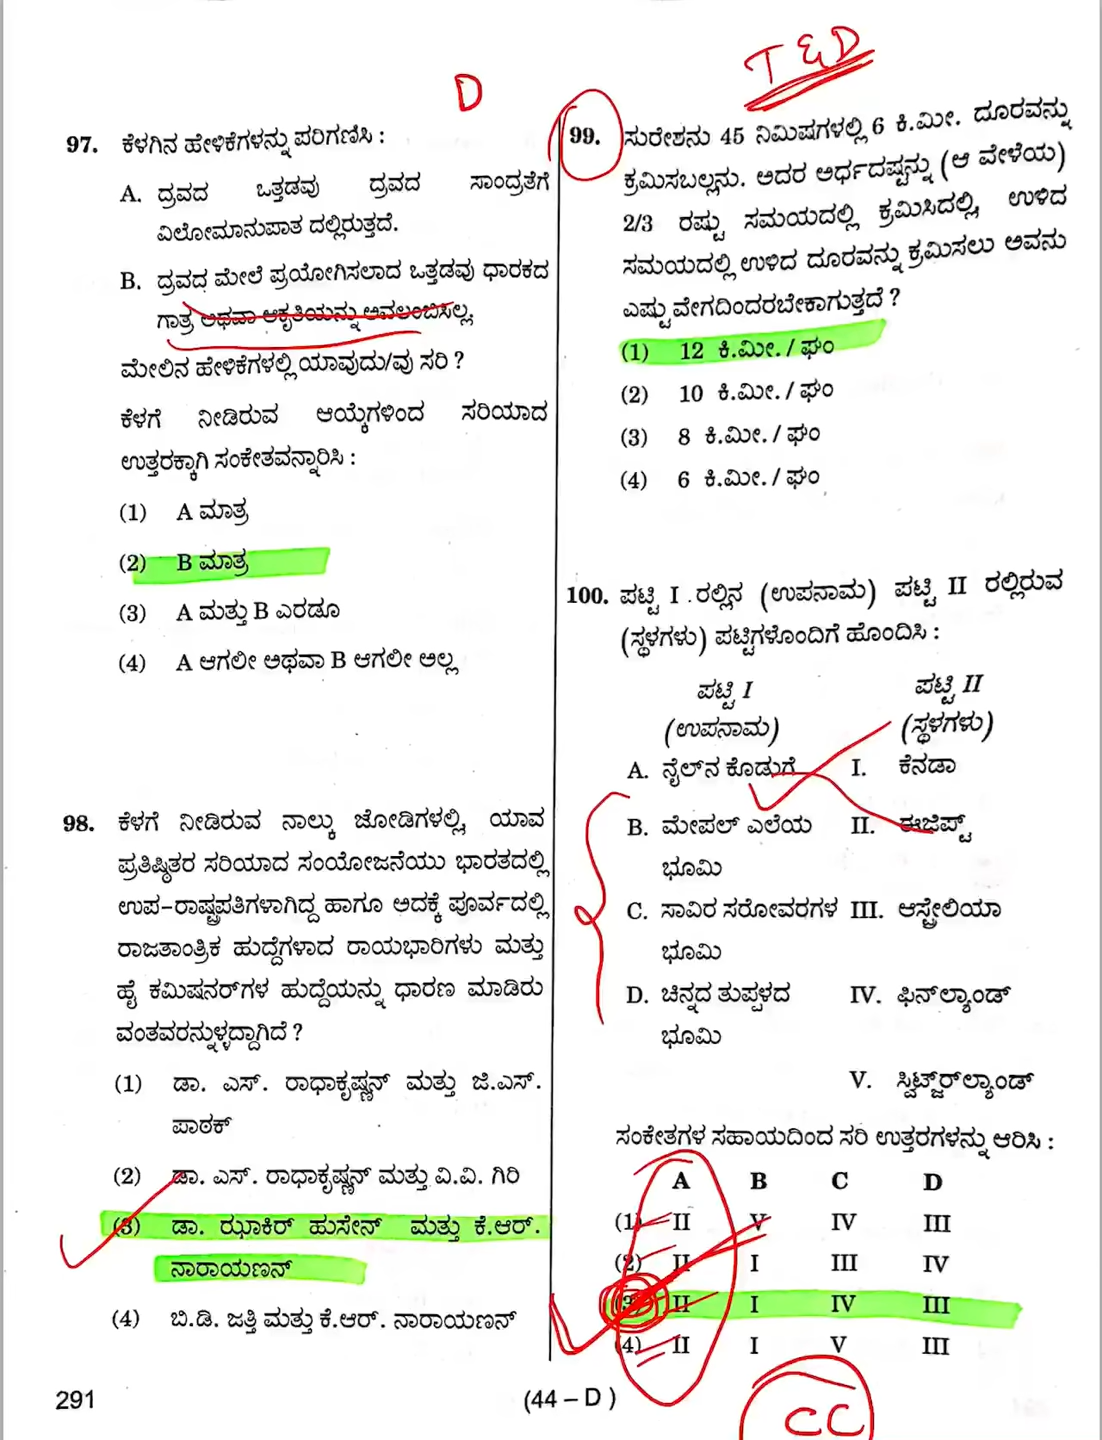 T & D
D
97. ಕೆಳಗಿನ ಹೇಳಿಕೆಗಳನ್ನು ಪರಿಗಣಿಸಿ :
A. ದ್ರವದ ಒತ್ತಡವು ದ್ರವದ ಸಾಂದ್ರತೆಗೆ
ವಿಲೋಮಾನುಪಾತ ದಲ್ಲಿರುತ್ತದೆ.
B. ದ್ರವದ ಮೇಲೆ ಪ್ರಯೋಗಿಸಲಾದ ಒತ್ತಡವು ಧಾರಕದ
ಗಾತ್ರ ಅಥವಾ ಆಕೃತಿಯನ್ನು ಅವಲಂಬಿಸಿಲ್ಲ.
ಮೇಲಿನ ಹೇಳಿಕೆಗಳಲ್ಲಿ ಯಾವುದು/ವು ಸರಿ ?
ಕೆಳಗೆ ನೀಡಿರುವ ಆಯ್ಕೆಗಳಿಂದ ಸರಿಯಾದ
ಉತ್ತರಕ್ಕಾಗಿ ಸಂಕೇತವನ್ನಾರಿಸಿ :
(1) A ಮಾತ್ರ
(2) B ಮಾತ್ರ
(3) A ಮತ್ತು B ಎರಡೂ
(4) A ಆಗಲೀ ಅಥವಾ B ಆಗಲೀ ಅಲ್ಲ
98. ಕೆಳಗೆ ನೀಡಿರುವ ನಾಲ್ಕು ಜೋಡಿಗಳಲ್ಲಿ, ಯಾವ
ಪ್ರತಿಷ್ಠಿತರ ಸರಿಯಾದ ಸಂಯೋಜನೆಯು ಭಾರತದಲ್ಲಿ
ಉಪ-ರಾಷ್ಟ್ರಪತಿಗಳಾಗಿದ್ದ ಹಾಗೂ ಅದಕ್ಕೆ ಪೂರ್ವದಲ್ಲಿ
ರಾಜತಾಂತ್ರಿಕ ಹುದ್ದೆಗಳಾದ ರಾಯಭಾರಿಗಳು ಮತ್ತು
ಹೈ ಕಮಿಷನರ್‌ಗಳ ಹುದ್ದೆಯನ್ನು ಧಾರಣ ಮಾಡಿರು
ವಂತವರನ್ನುಳ್ಳದ್ದಾಗಿದೆ ?
(1) ಡಾ. ಎಸ್. ರಾಧಾಕೃಷ್ಣನ್ ಮತ್ತು ಜಿ.ಎಸ್.
ಪಾಠಕ್
(2) ಡಾ. ಎಸ್. ರಾಧಾಕೃಷ್ಣನ್ ಮತ್ತು ವಿ.ವಿ. ಗಿರಿ
(3) ಡಾ. ಝಾಕಿರ್ ಹುಸೇನ್ ಮತ್ತು ಕೆ.ಆರ್.
ನಾರಾಯಣನ್
(4) ಬಿ.ಡಿ. ಜತ್ತಿ ಮತ್ತು ಕೆ.ಆರ್. ನಾರಾಯಣನ್
99. ಸುರೇಶನು 45 ನಿಮಿಷಗಳಲ್ಲಿ 6 ಕಿ.ಮೀ. ದೂರವನ್ನು
ಕ್ರಮಿಸಬಲ್ಲನು. ಅದರ ಅರ್ಧದಷ್ಟನ್ನು (ಆ ವೇಳೆಯ)
2/3 ರಷ್ಟು ಸಮಯದಲ್ಲಿ ಕ್ರಮಿಸಿದಲ್ಲಿ, ಉಳಿದ
ಸಮಯದಲ್ಲಿ ಉಳಿದ ದೂರವನ್ನು ಕ್ರಮಿಸಲು ಅವನು
ಎಷ್ಟು ವೇಗದಿಂದರಬೇಕಾಗುತ್ತದೆ ?
(1) 12 ಕಿ.ಮೀ. / ಘಂ
(2) 10 ಕಿ.ಮೀ. / ಘಂ
(3) 8 ಕಿ.ಮೀ. / ಘಂ
(4) 6 ಕಿ.ಮೀ. / ಘಂ
100. ಪಟ್ಟಿ I ರಲ್ಲಿನ (ಉಪನಾಮ) ಪಟ್ಟಿ II ರಲ್ಲಿರುವ
(ಸ್ಥಳಗಳು) ಪಟ್ಟಿಗಳೊಂದಿಗೆ ಹೊಂದಿಸಿ :
ಪಟ್ಟಿ I ಪಟ್ಟಿ II
(ಉಪನಾಮ) (ಸ್ಥಳಗಳು)
A. ನೈಲ್‌ನ ಕೊಡುಗೆ I. ಕೆನಡಾ
B. ಮೇಪಲ್ ಎಲೆಯ II. ಈಜಿಪ್ಟ್
ಭೂಮಿ
C. ಸಾವಿರ ಸರೋವರಗಳ III. ಆಸ್ಟ್ರೇಲಿಯಾ
ಭೂಮಿ
D. ಚಿನ್ನದ ತುಪ್ಪಳದ IV. ಫಿನ್‌ಲ್ಯಾಂಡ್
ಭೂಮಿ
V. ಸ್ವಿಟ್ಜರ್‌ಲ್ಯಾಂಡ್
ಸಂಕೇತಗಳ ಸಹಾಯದಿಂದ ಸರಿ ಉತ್ತರಗಳನ್ನು ಆರಿಸಿ :
A B C D
(1) II V IV III
(2) II I III IV
(3) II I IV III
(4) II I V III
291
(44 – D )
CC